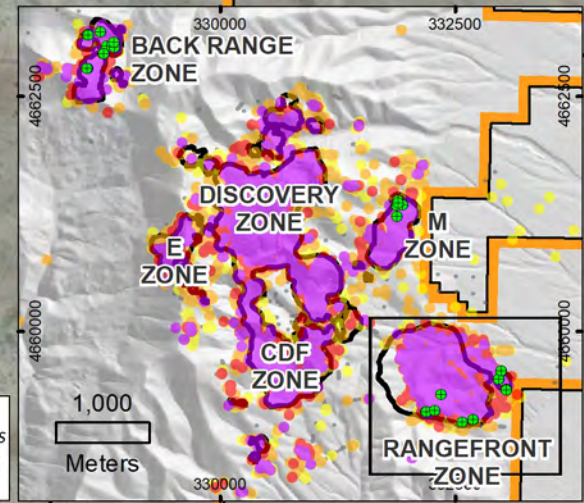 330000
332500
4662500
4662500
BACK RANGE
ZONE
DISCOVERY
ZONE
M
ZONE
E
ZONE
CDF
ZONE
4660000
4660000
1,000
Meters
RANGEFRONT
ZONE
330000